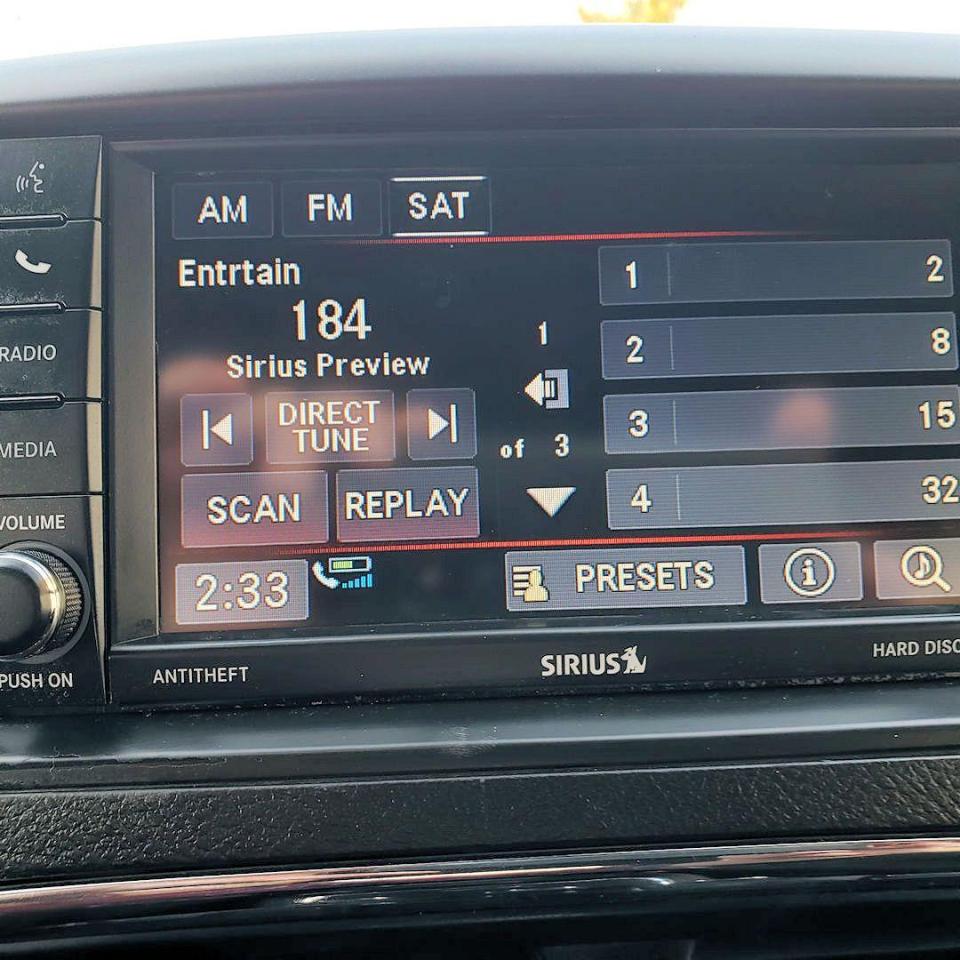 AM FM SAT
Entrtain
184
Sirius Preview
DIRECT
TUNE
SCAN REPLAY
1
of 3
1 2
2 8
3 15
4 32
2:33 PRESETS
RADIO
MEDIA
VOLUME
PUSH ON
ANTITHEFT
SIRIUS
HARD DISC